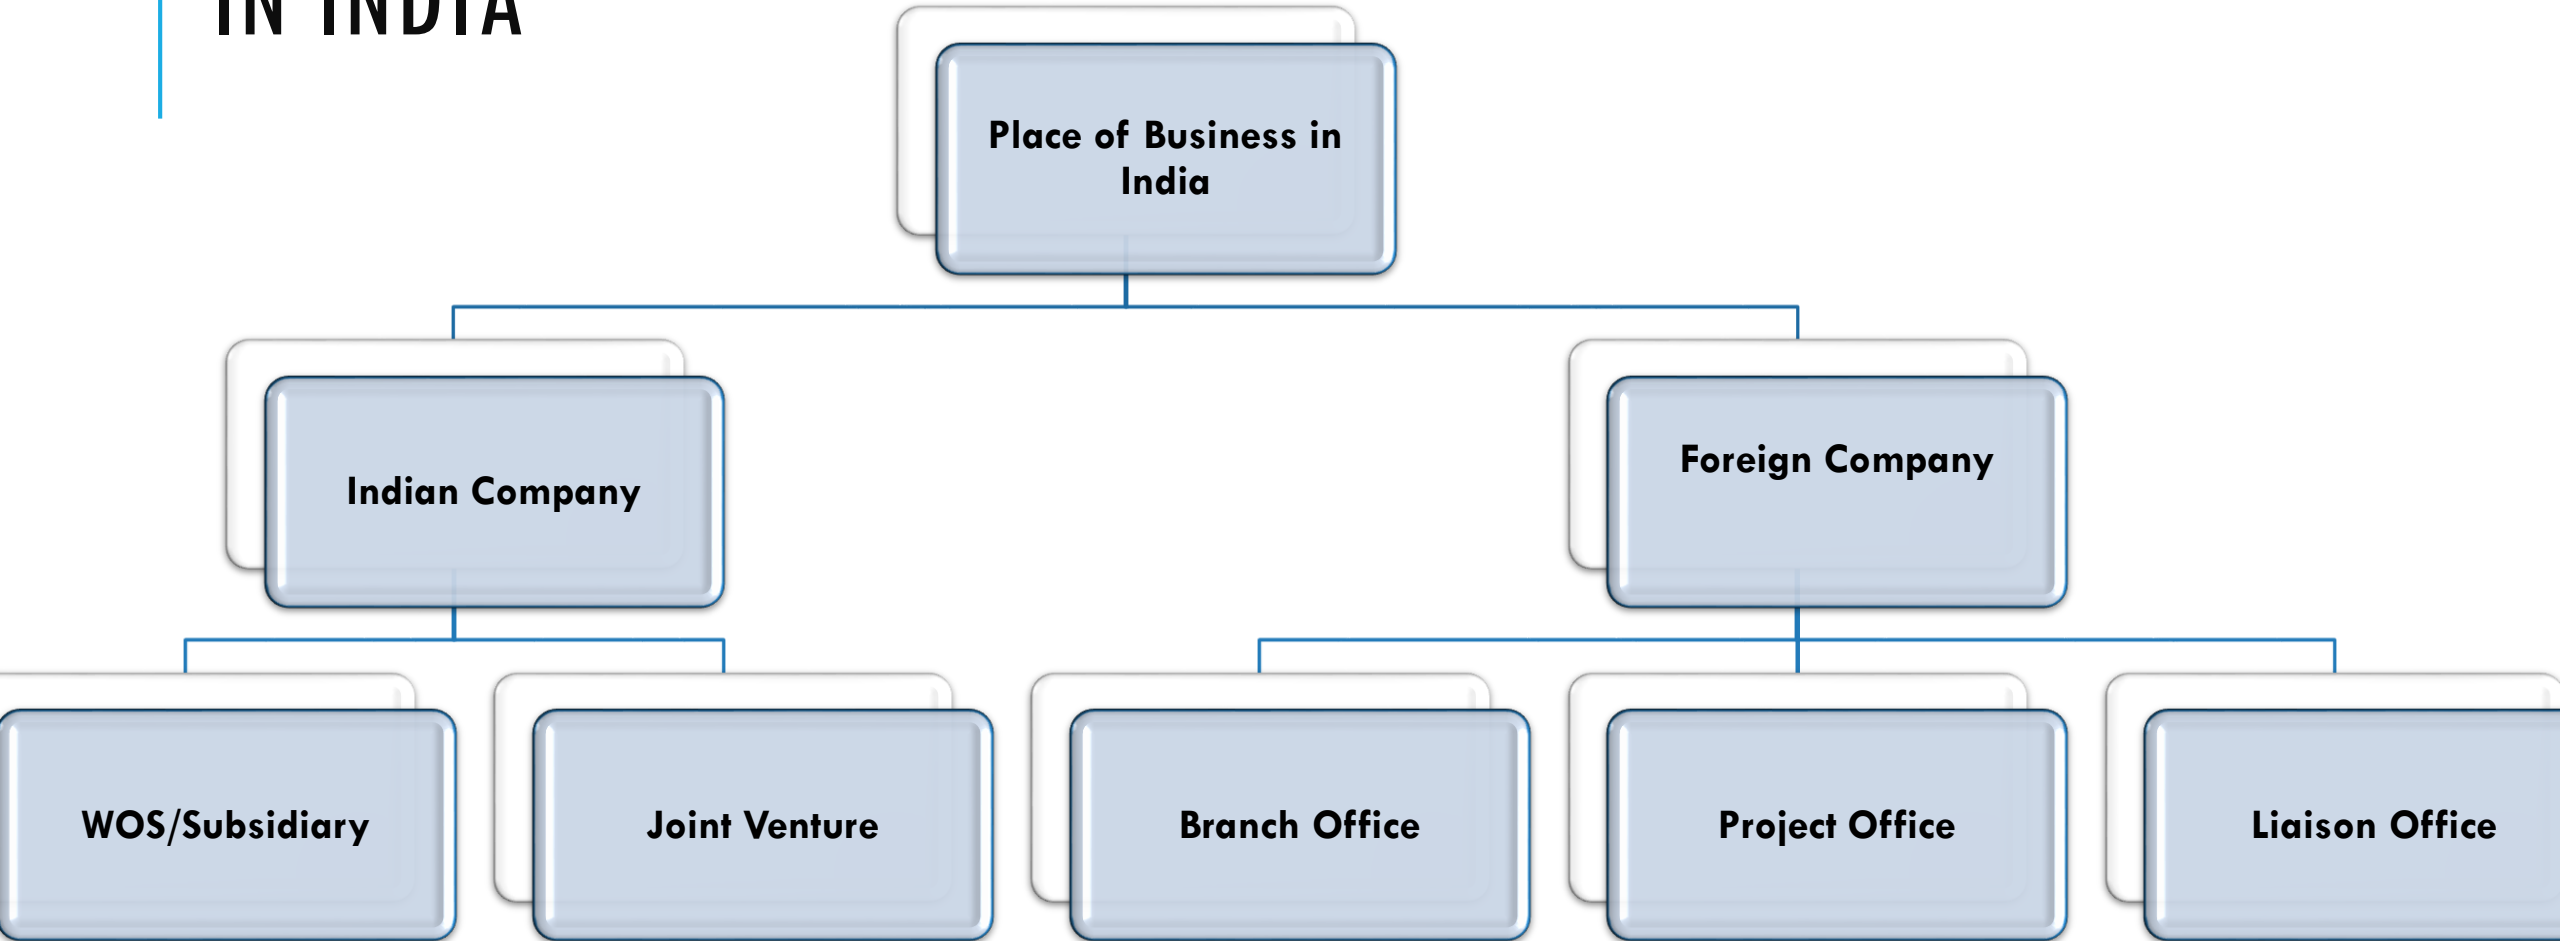 IN INDIA
Place of Business in
India
Indian Company
Foreign Company
WOS/Subsidiary
Joint Venture
Branch Office
Project Office
Liaison Office